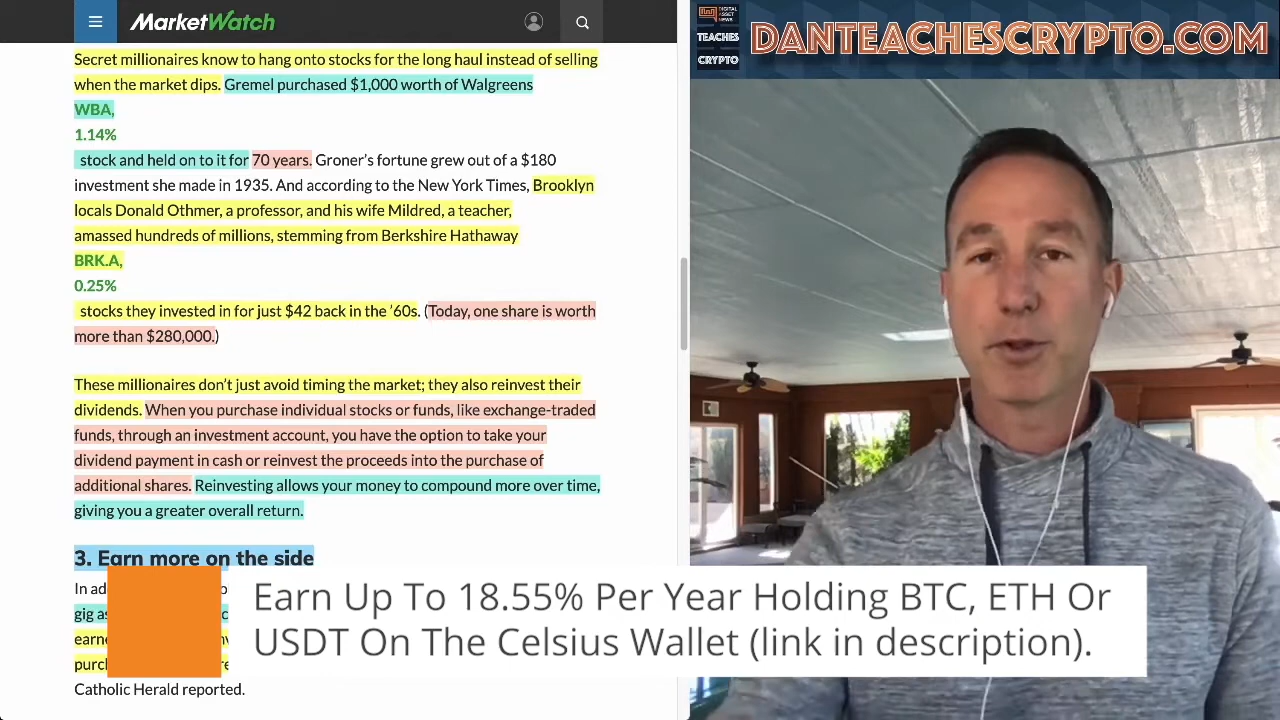 MarketWatch
Secret millionaires know to hang onto stocks for the long haul instead of selling
when the market dips. Gremel purchased $1,000 worth of Walgreens
WBA,
1.14%
stock and held on to it for 70 years. Groner's fortune grew out of a $180
investment she made in 1935. And according to the New York Times, Brooklyn
locals Donald Othmer, a professor, and his wife Mildred, a teacher,
amassed hundreds of millions, stemming from Berkshire Hathaway
BRK.A,
0.25%
stocks they invested in for just $42 back in the '60s. (Today, one share is worth
more than $280,000.)
These millionaires don't just avoid timing the market; they also reinvest their
dividends. When you purchase individual stocks or funds, like exchange-traded
funds, through an investment account, you have the option to take your
dividend payment in cash or reinvest the proceeds into the purchase of
additional shares. Reinvesting allows your money to compound more over time,
giving you a greater overall return.
3. Earn more on the side
In
gig
Catholic Herald reported.
DIGITAL
ASSET
NEWS
TEACHES
CRYPTO
DANTEACHESCRYPTO.COM
Earn Up To 18.55% Per Year Holding BTC, ETH Or
USDT On The Celsius Wallet (link in description).